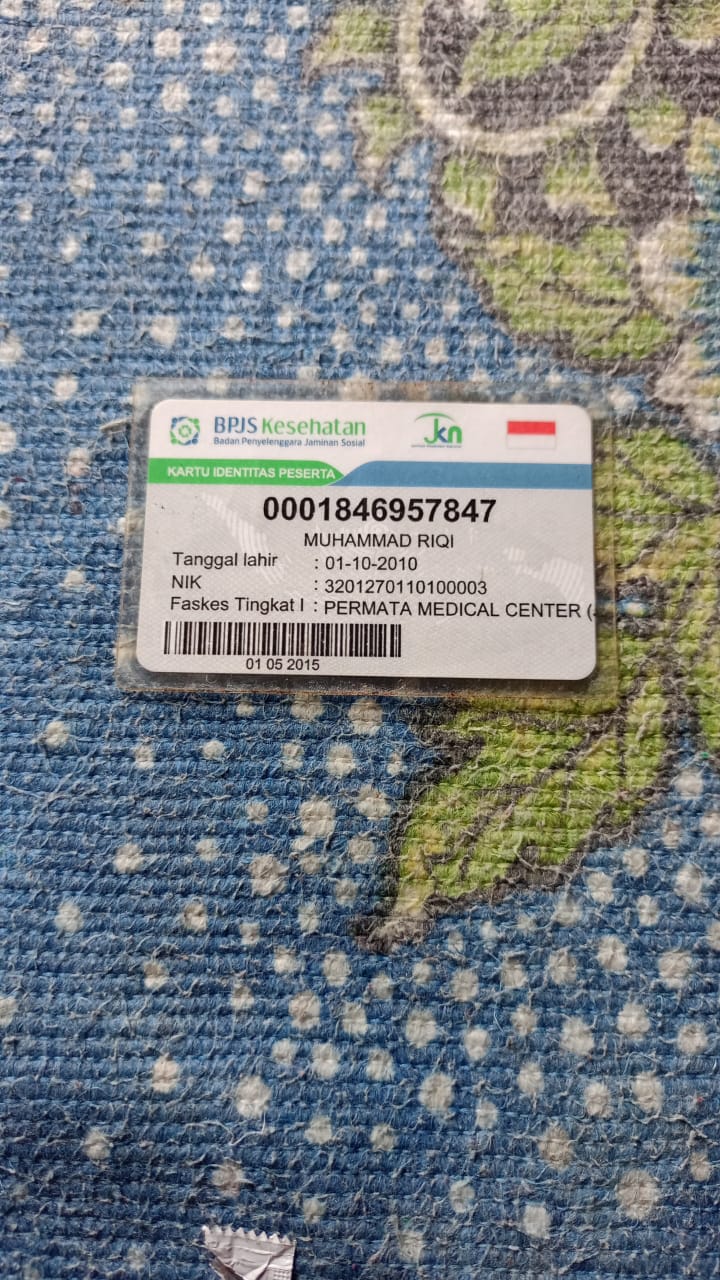 BPJS Kesehatan
Badan Penyelenggara Jaminan Sosial
JKN
KARTU IDENTITAS PESERTA
0001846957847
MUHAMMAD RIQI
Tanggal lahir : 01-10-2010
NIK : 3201270110100003
Faskes Tingkat I : PERMATA MEDICAL CENTER (
01 05 2015